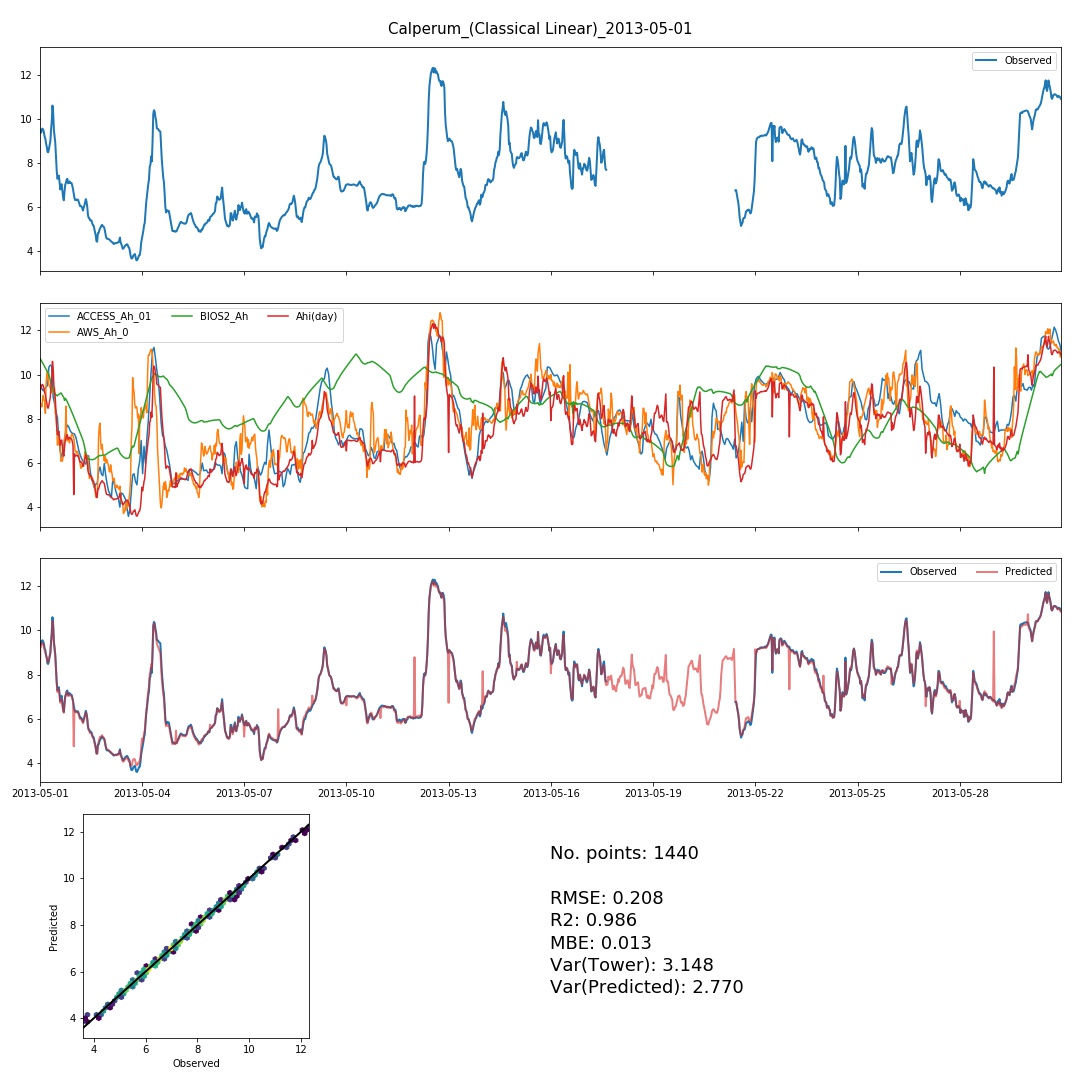 Calperum_(Classical Linear)_2013-05-01
Observed
12
10
8
6
4
ACCESS_Ah_01 BIOS2_Ah Ahi(day)
AWS_Ah_0
12
10
8
6
4
Observed Predicted
12
10
8
6
4
2013-05-01 2013-05-04 2013-05-07 2013-05-10 2013-05-13 2013-05-16 2013-05-19 2013-05-22 2013-05-25 2013-05-28
12
10
8
6
4
Predicted
4 6 8 10 12
Observed
No. points: 1440
RMSE: 0.208
R2: 0.986
MBE: 0.013
Var(Tower): 3.148
Var(Predicted): 2.770